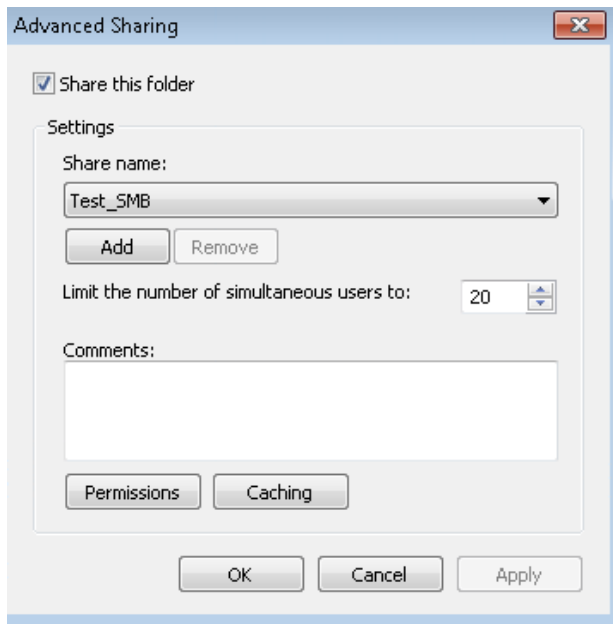 Advanced Sharing
Share this folder
Settings
Share name:
Test_SMB
Add Remove
Limit the number of simultaneous users to: 20
Comments:
Permissions Caching
OK Cancel Apply